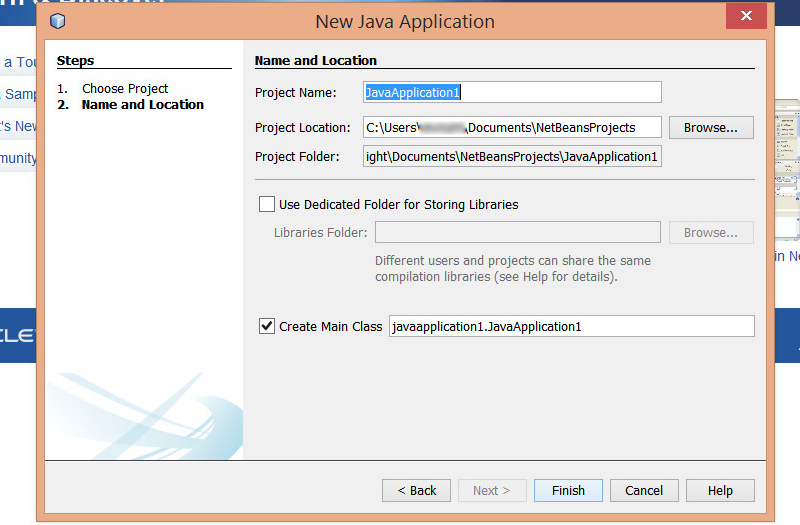 New Java Application
Steps
1. Choose Project
2. Name and Location
Name and Location
Project Name: JavaApplication1
Project Location: C:\Users\ \Documents\NetBeansProjects Browse...
Project Folder: ight\Documents\NetBeansProjects\JavaApplication1
Use Dedicated Folder for Storing Libraries
Libraries Folder: Browse...
Different users and projects can share the same
compilation libraries (see Help for details).
Create Main Class javaapplication1.JavaApplication1
< Back Next > Finish Cancel Help
a Tou
Samp
t's New
munity
in Ne
CLE